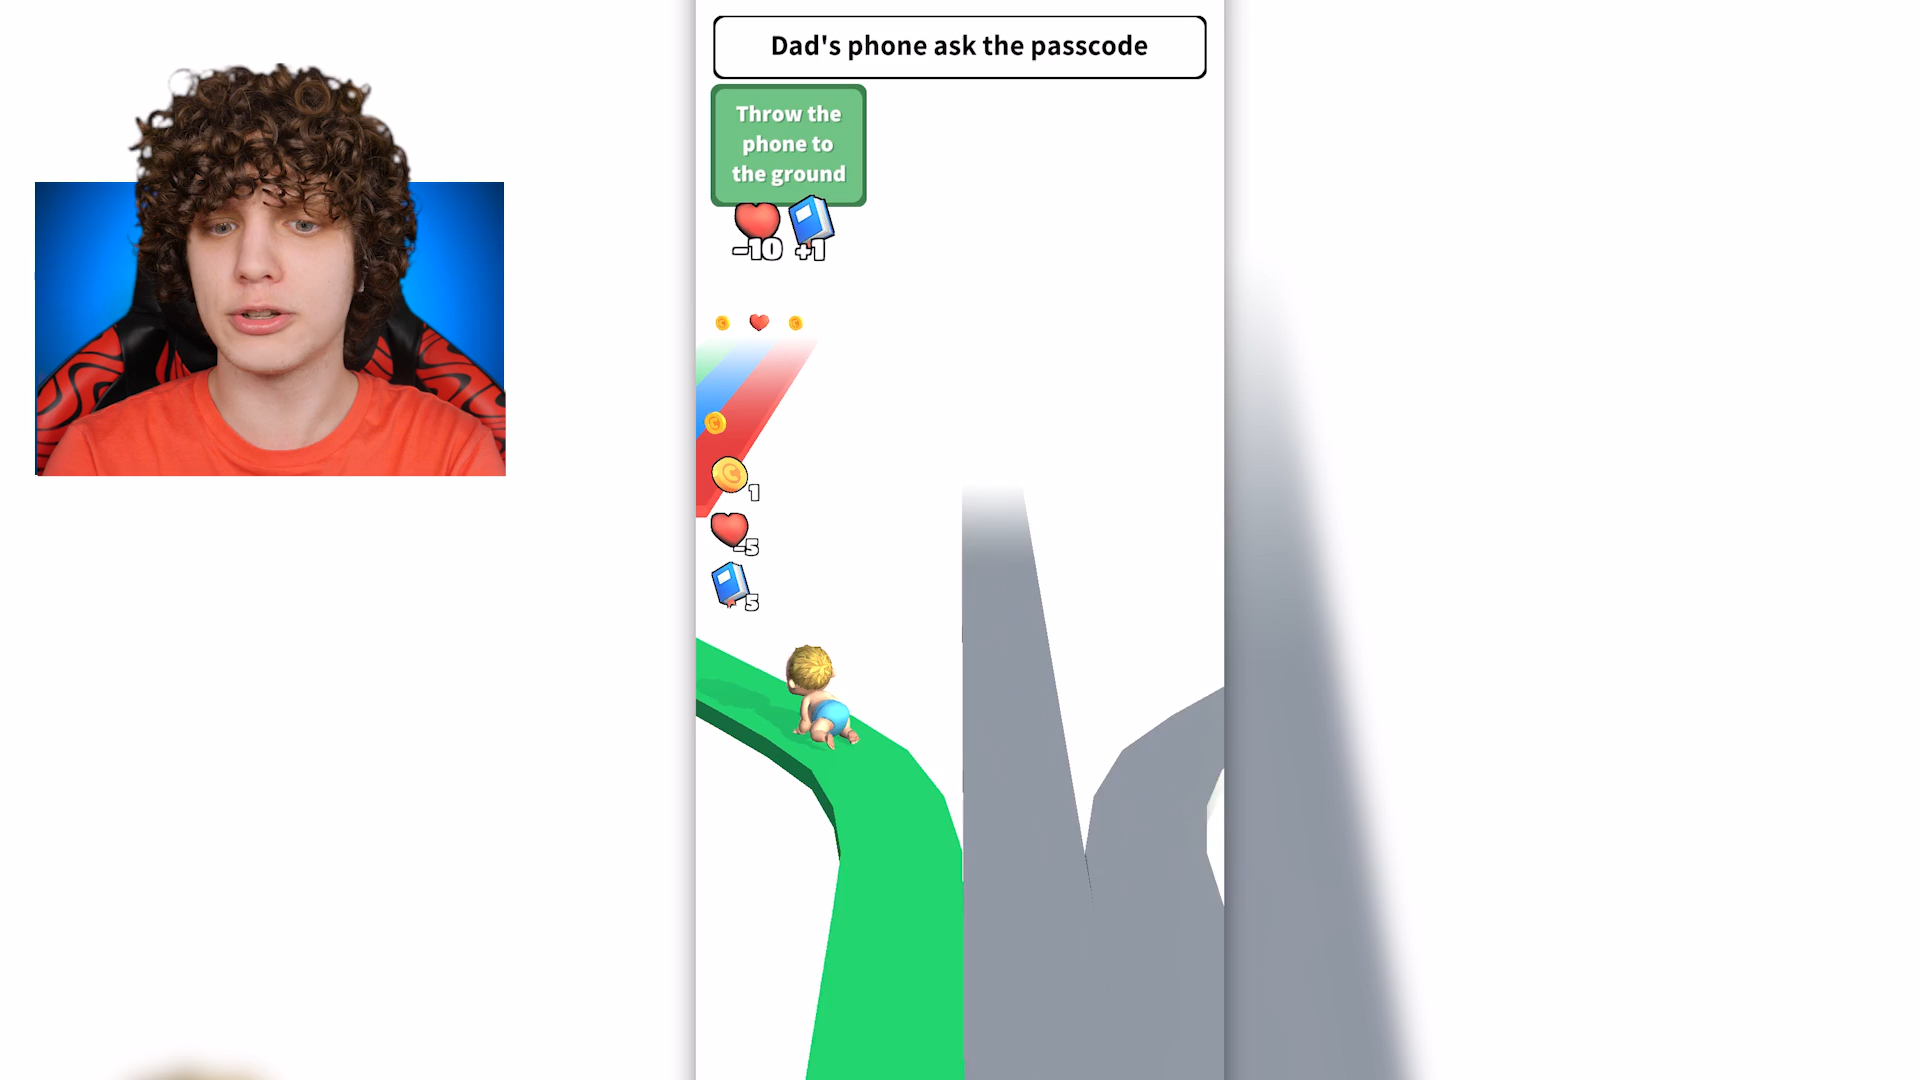 Dad's phone ask the passcode
Throw the
phone to
the ground
-10 +1
1
-5
5